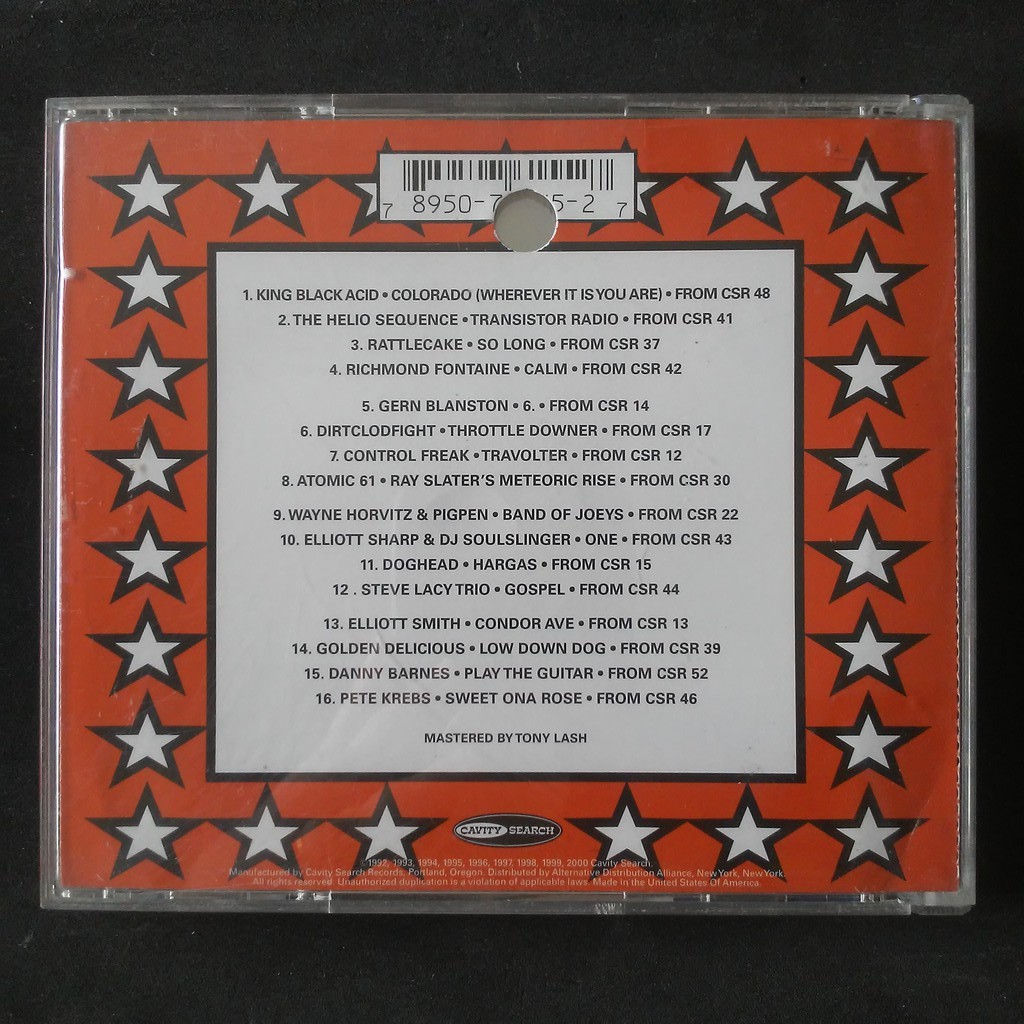 7 8950-7 5-2 7
1. KING BLACK ACID • COLORADO (WHEREVER IT IS YOU ARE) • FROM CSR 48
2. THE HELIO SEQUENCE • TRANSISTOR RADIO • FROM CSR 41
3. RATTLECAKE • SO LONG • FROM CSR 37
4. RICHMOND FONTAINE • CALM • FROM CSR 42
5. GERN BLANSTON • 6. • FROM CSR 14
6. DIRTCLODFIGHT • THROTTLE DOWNER • FROM CSR 17
7. CONTROL FREAK • TRAVOLTER • FROM CSR 12
8. ATOMIC 61 • RAY SLATER'S METEORIC RISE • FROM CSR 30
9. WAYNE HORVITZ & PIGPEN • BAND OF JOEYS • FROM CSR 22
10. ELLIOTT SHARP & DJ SOULSLINGER • ONE • FROM CSR 43
11. DOGHEAD • HARGAS • FROM CSR 15
12 . STEVE LACY TRIO • GOSPEL • FROM CSR 44
13. ELLIOTT SMITH • CONDOR AVE • FROM CSR 13
14. GOLDEN DELICIOUS • LOW DOWN DOG • FROM CSR 39
15. DANNY BARNES • PLAY THE GUITAR • FROM CSR 52
16. PETE KREBS • SWEET ONA ROSE • FROM CSR 46
MASTERED BY TONY LASH
CAVITY SEARCH
©1992, 1993, 1994, 1995, 1996, 1997, 1998, 1999, 2000 Cavity Search.
Manufactured by Cavity Search Records, Portland, Oregon. Distributed by Alternative Distribution Alliance, New York, New York.
All rights reserved. Unauthorized duplication is a violation of applicable laws. Made in the United States Of America.